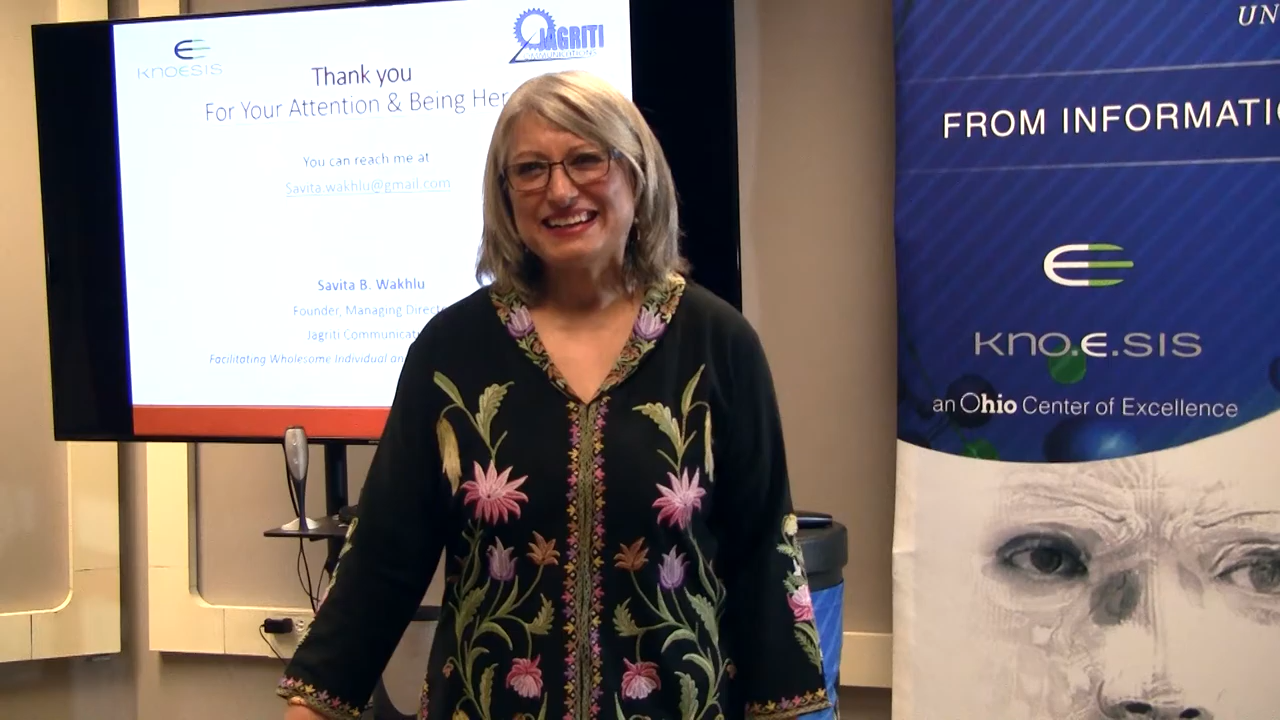 KNOESIS
JAGRITI
COMMUNICATIONS
Thank you
For Your Attention & Being Her
You can reach me at
Savita.wakhlu@gmail.com
Savita B. Wakhlu
Founder, Managing Direct
Jagriti Communicat
Facilitating Wholesome Individual an
UN
FROM INFORMATI
KNO.E.SIS
an Ohio Center of Excellence